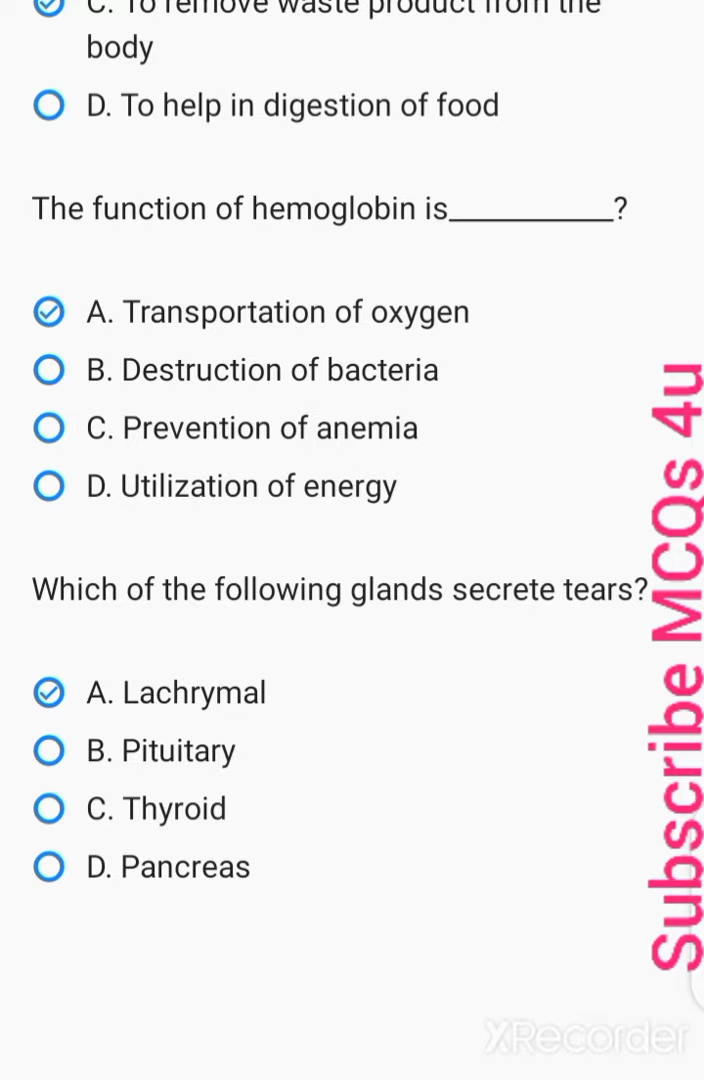 C. To remove waste product from the
body
D. To help in digestion of food
The function of hemoglobin is__________?
A. Transportation of oxygen
B. Destruction of bacteria
C. Prevention of anemia
D. Utilization of energy
Which of the following glands secrete tears?
A. Lachrymal
B. Pituitary
C. Thyroid
D. Pancreas
Subscribe MCQs 4u
XRecorder